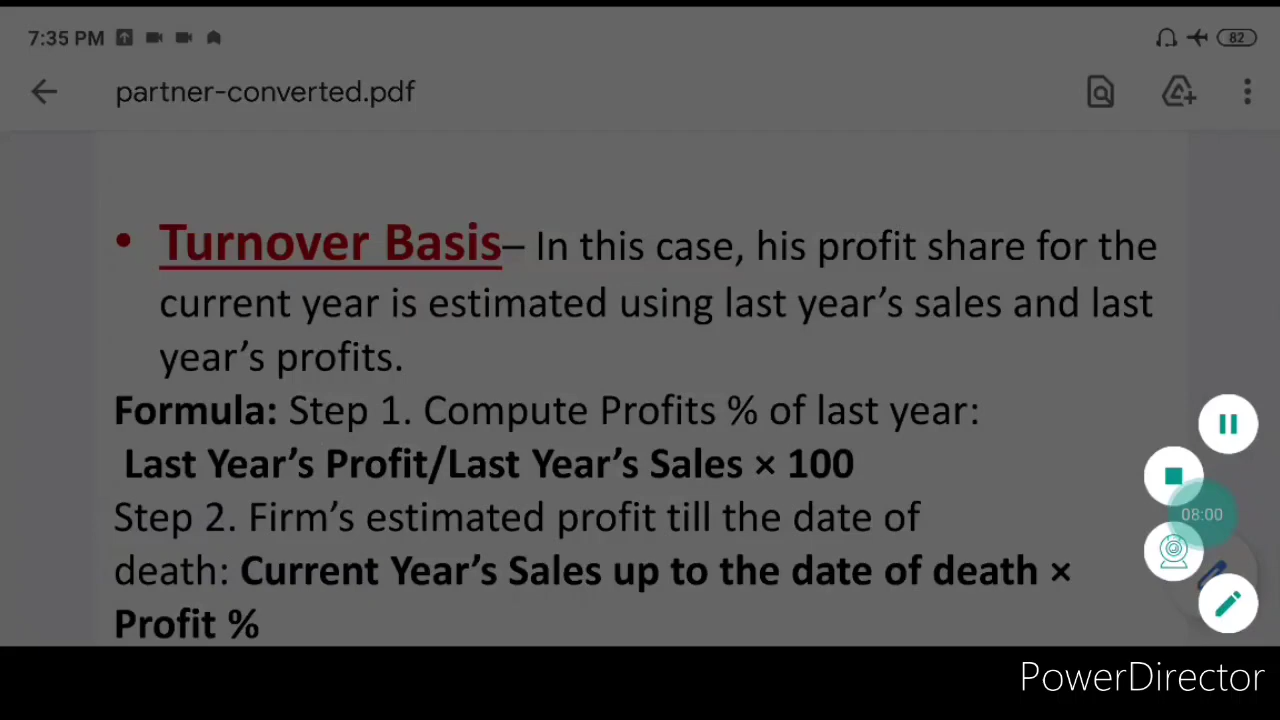 7:35 PM
82
partner-converted.pdf
• Turnover Basis– In this case, his profit share for the
current year is estimated using last year’s sales and last
year’s profits.
Formula: Step 1. Compute Profits % of last year:
Last Year’s Profit/Last Year’s Sales × 100
Step 2. Firm’s estimated profit till the date of
death: Current Year’s Sales up to the date of death ×
Profit %
08:00
PowerDirector